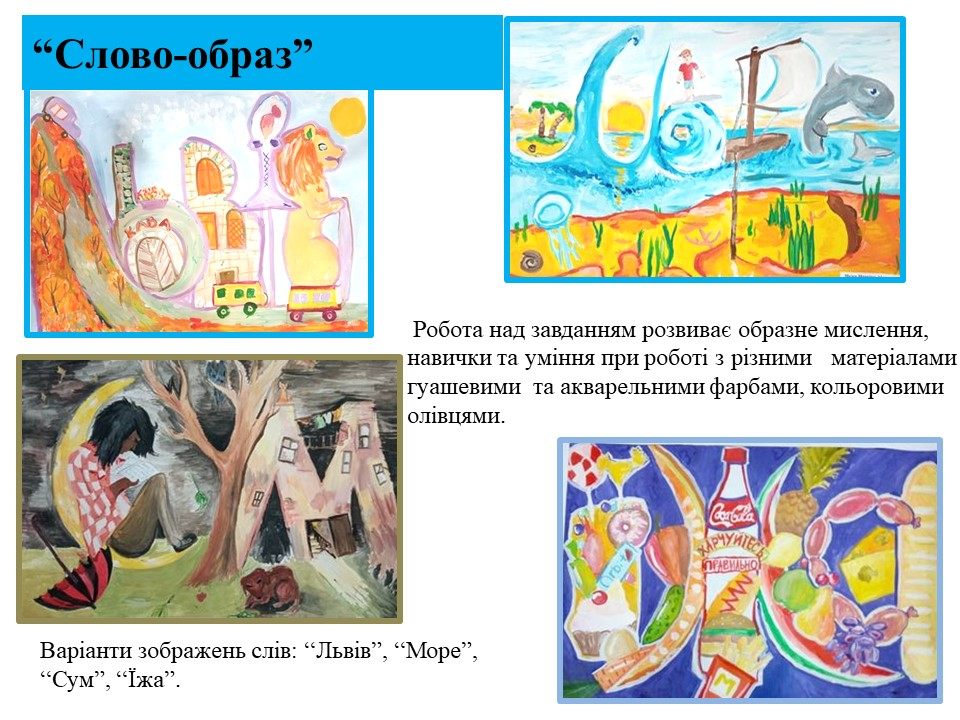 “Слово-образ”
КАВА
Робота над завданням розвиває образне мислення,
навички та уміння при роботі з різними матеріалами
гуашевими та акварельними фарбами, кольоровими
олівцями.
Coca Cola
ХАРЧУЙТЕСЬ
ПРАВИЛЬНО
M
Варіанти зображень слів: “Львів”, “Море”,
“Сум”, “Їжа”.